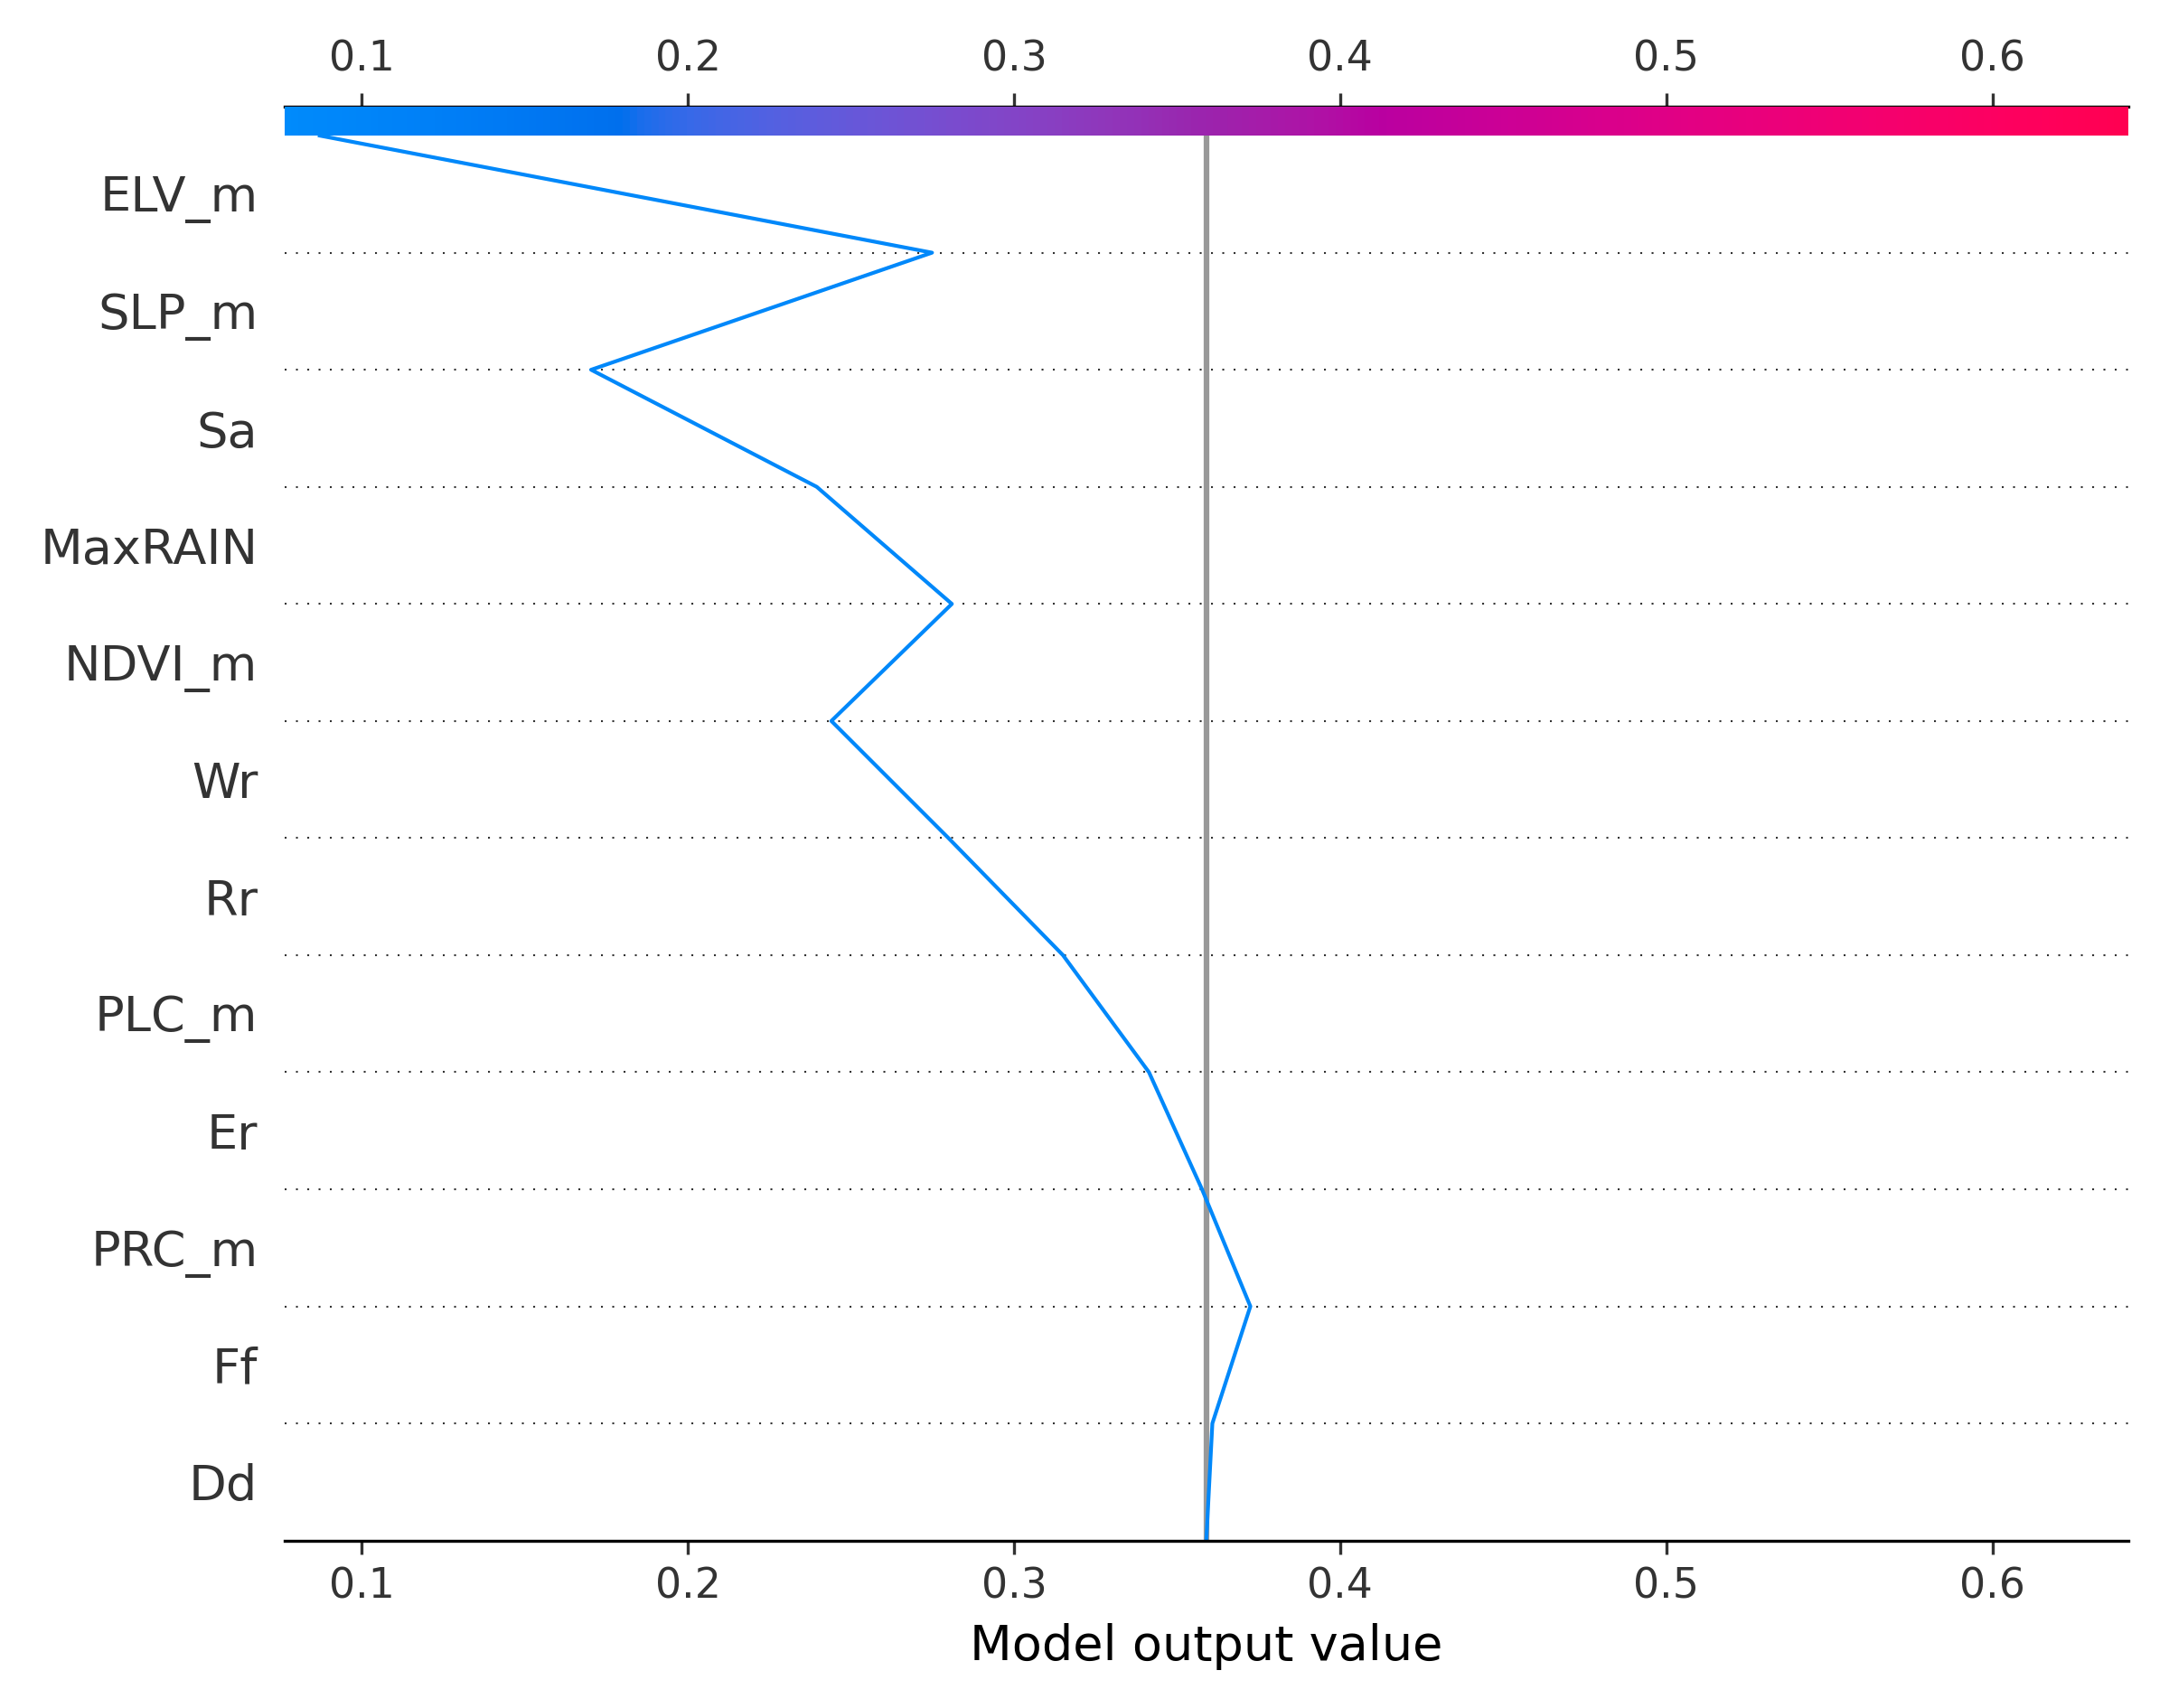 0.1 0.2 0.3 0.4 0.5 0.6
ELV_m
SLP_m
Sa
MaxRAIN
NDVI_m
Wr
Rr
PLC_m
Er
PRC_m
Ff
Dd
0.1 0.2 0.3 0.4 0.5 0.6
Model output value